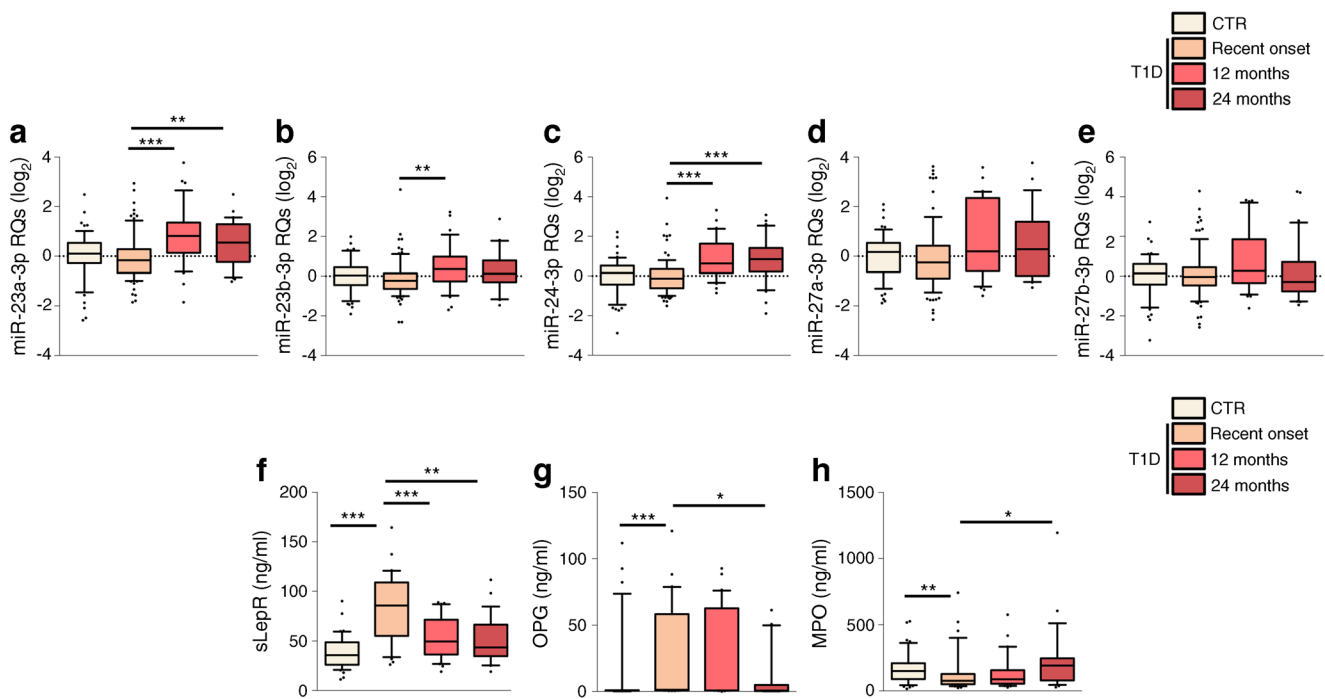 CTR
Recent onset
T1D
12 months
24 months
a
miR-23a-3p RQs (log2)
4
2
0
-2
-4
**
***
b
miR-23b-3p RQs (log2)
6
4
2
0
-2
-4
**
c
miR-24-3p RQs (log2)
6
4
2
0
-2
-4
***
***
d
miR-27a-3p RQs (log2)
4
2
0
-2
-4
e
miR-27b-3p RQs (log2)
6
4
2
0
-2
-4
CTR
Recent onset
T1D
12 months
24 months
f
sLepR (ng/ml)
200
150
100
50
0
**
***
***
g
OPG (ng/ml)
150
100
50
0
*
***
h
MPO (ng/ml)
1500
1000
500
0
*
**